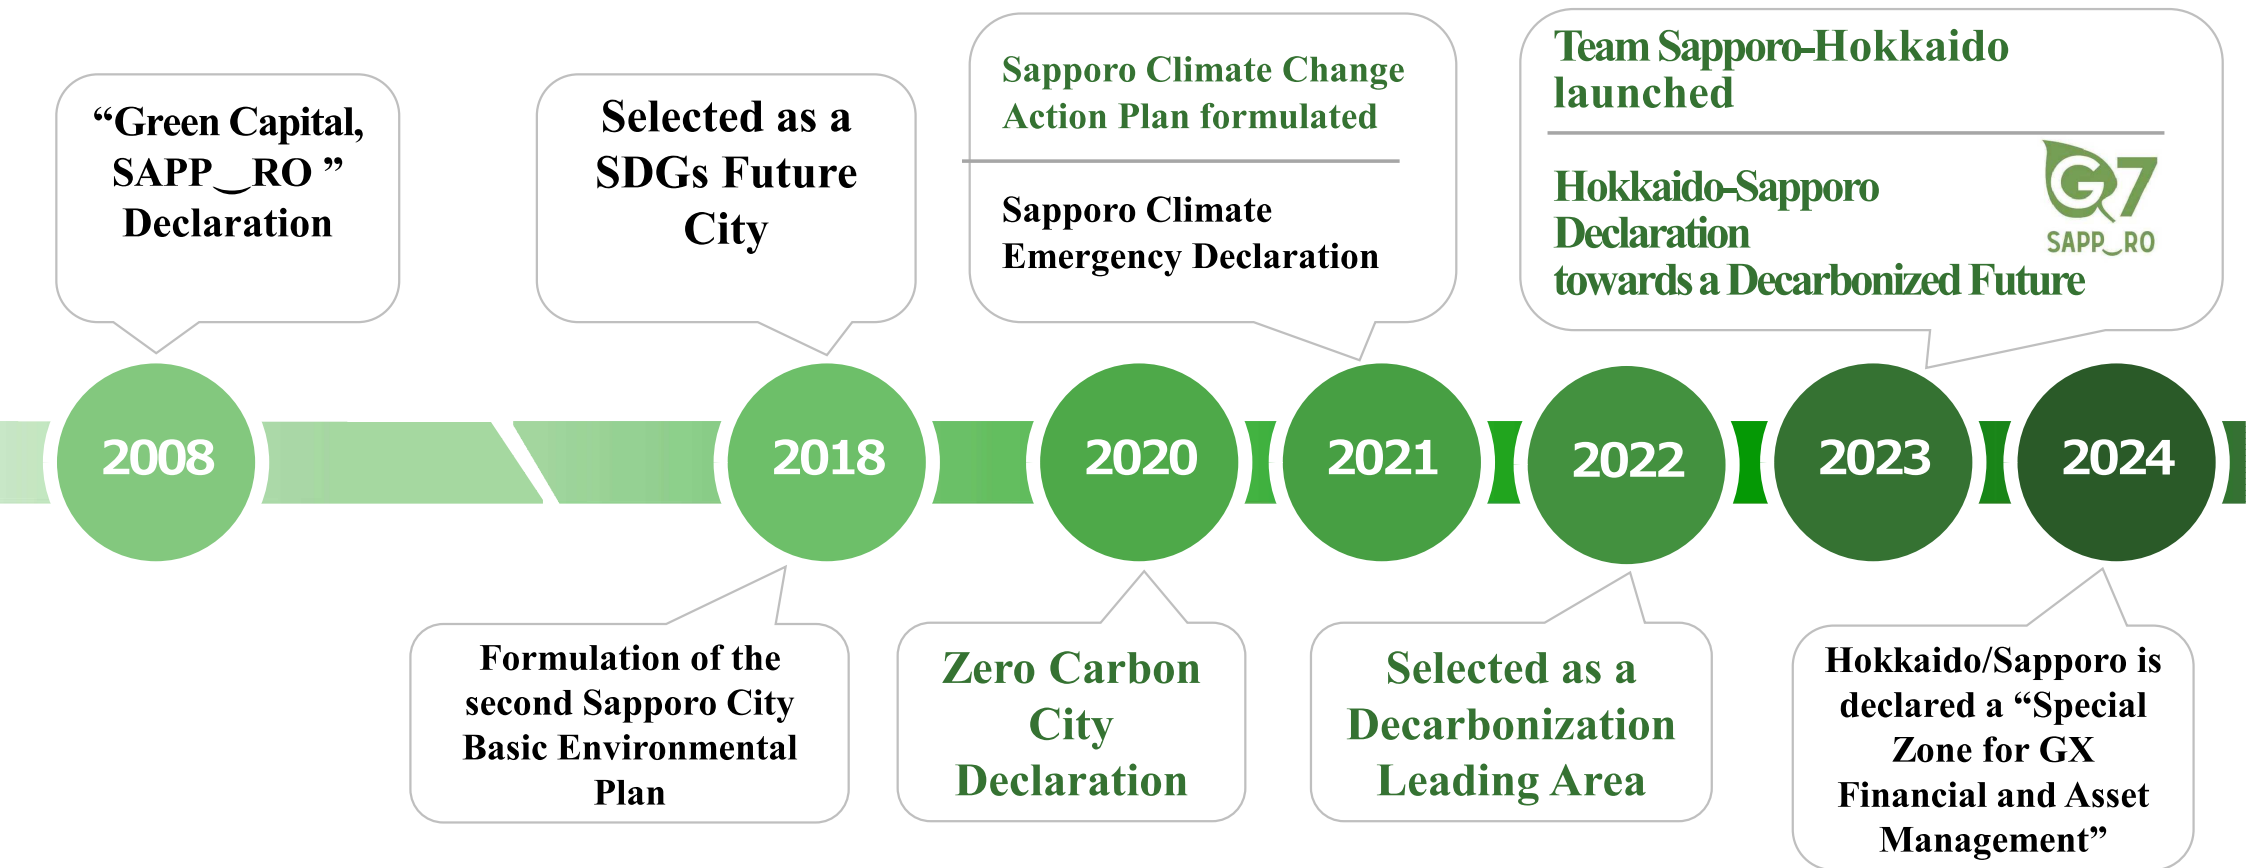 “Green Capital,
SAPP‿RO ”
Declaration
Selected as a
SDGs Future
City
Sapporo Climate Change
Action Plan formulated
Sapporo Climate
Emergency Declaration
Team Sapporo-Hokkaido
launched
Hokkaido-Sapporo
Declaration
towards a Decarbonized Future
G7
SAPP‿RO
2008
2018
2020
2021
2022
2023
2024
Formulation of the
second Sapporo City
Basic Environmental
Plan
Zero Carbon
City
Declaration
Selected as a
Decarbonization
Leading Area
Hokkaido/Sapporo is
declared a “Special
Zone for GX
Financial and Asset
Management”